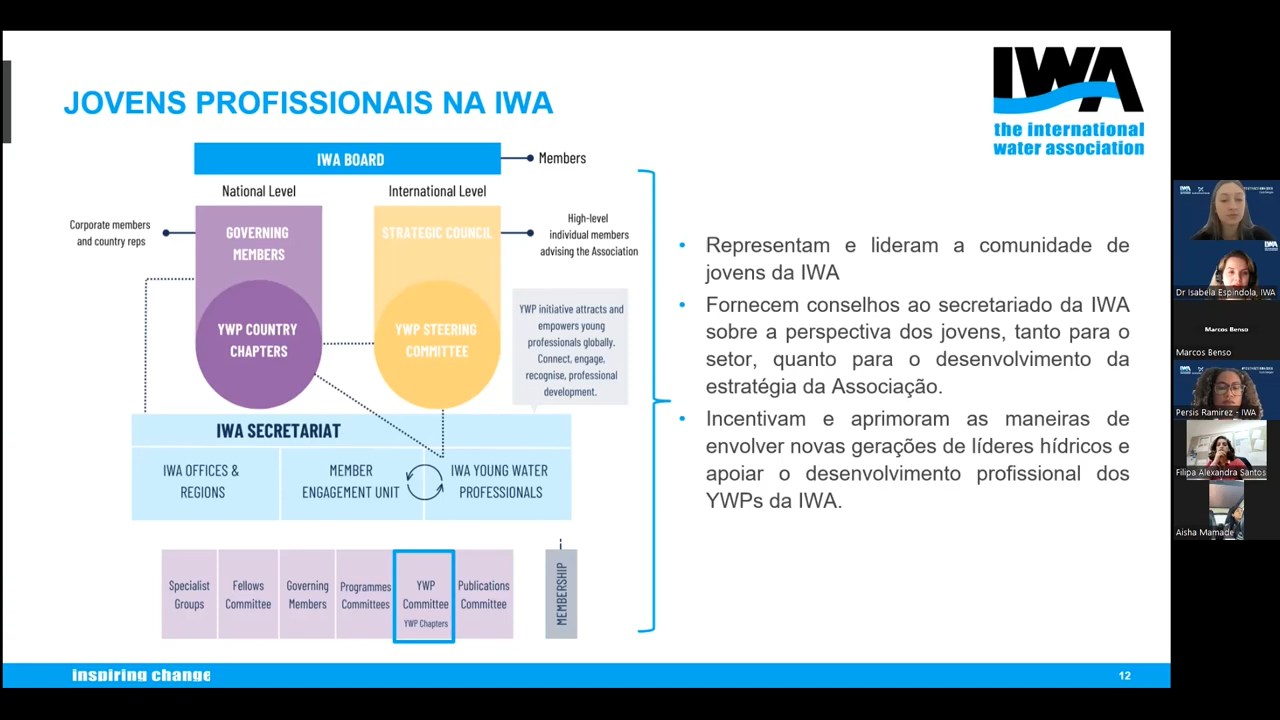 JOVENS PROFISSIONAIS NA IWA
IWA
the international
water association
IWA BOARD
Members
National Level
International Level
Corporate members
and country reps
GOVERNING
MEMBERS
STRATEGIC COUNCIL
High-level
individual members
advising the Association
YWP COUNTRY
CHAPTERS
YWP STEERING
COMMITTEE
YWP initiative attracts and
empowers young
professionals globally.
Connect, engage,
recognise, professional
development.
IWA SECRETARIAT
IWA OFFICES &
REGIONS
MEMBER
ENGAGEMENT UNIT
IWA YOUNG WATER
PROFESSIONALS
Specialist
Groups
Fellows
Committee
Governing
Members
Programmes
Committees
YWP
Committee
YWP Chapters
Publications
Committee
MEMBERSHIP
• Representam e lideram a comunidade de
jovens da IWA
• Fornecem conselhos ao secretariado da IWA
sobre a perspectiva dos jovens, tanto para o
setor, quanto para o desenvolvimento da
estratégia da Associação.
• Incentivam e aprimoram as maneiras de
envolver novas gerações de líderes hídricos e
apoiar o desenvolvimento profissional dos
YWPs da IWA.
inspiring change
12
Dr Isabela Espindola, IWA
Marcos Benso
Marcos Benso
Persis Ramirez - IWA
Filipa Alexandra Santos
Aisha Mamade